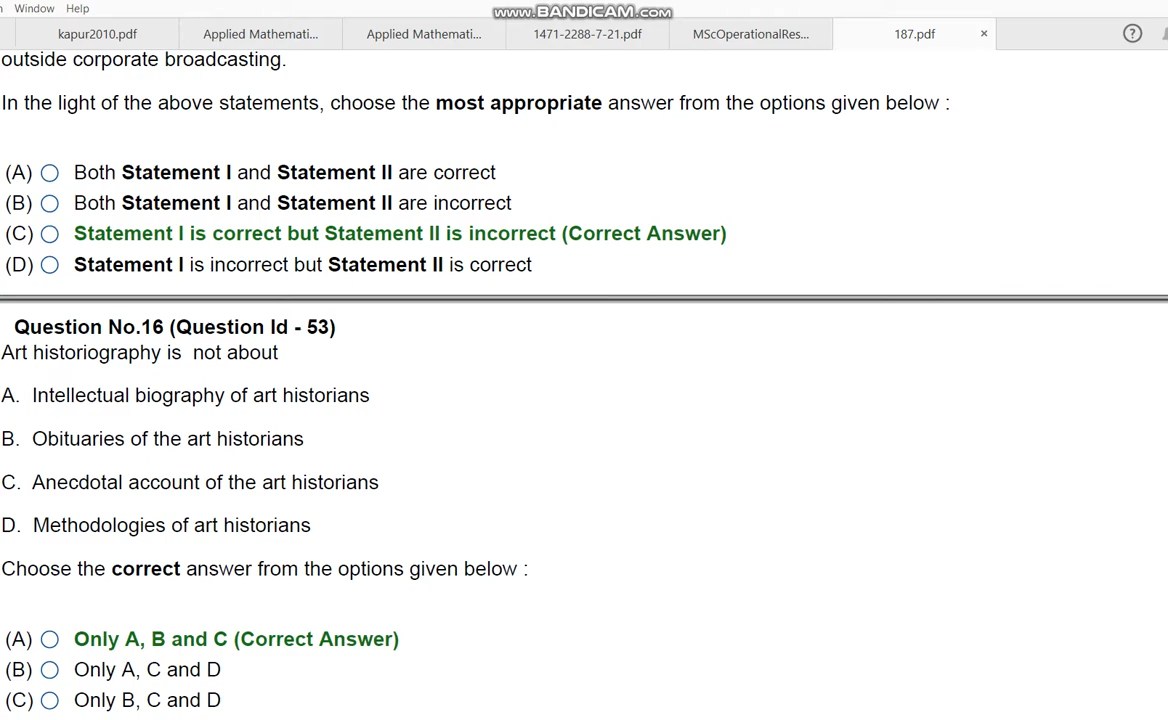 Window Help
www.BANDICAM.com
kapur2010.pdf Applied Mathemati... Applied Mathemati... 1471-2288-7-21.pdf MScOperationalRes... 187.pdf × ?
outside corporate broadcasting.
In the light of the above statements, choose the most appropriate answer from the options given below :
(A) Both Statement I and Statement II are correct
(B) Both Statement I and Statement II are incorrect
(C) Statement I is correct but Statement II is incorrect (Correct Answer)
(D) Statement I is incorrect but Statement II is correct
Question No.16 (Question Id - 53)
Art historiography is not about
A. Intellectual biography of art historians
B. Obituaries of the art historians
C. Anecdotal account of the art historians
D. Methodologies of art historians
Choose the correct answer from the options given below :
(A) Only A, B and C (Correct Answer)
(B) Only A, C and D
(C) Only B, C and D